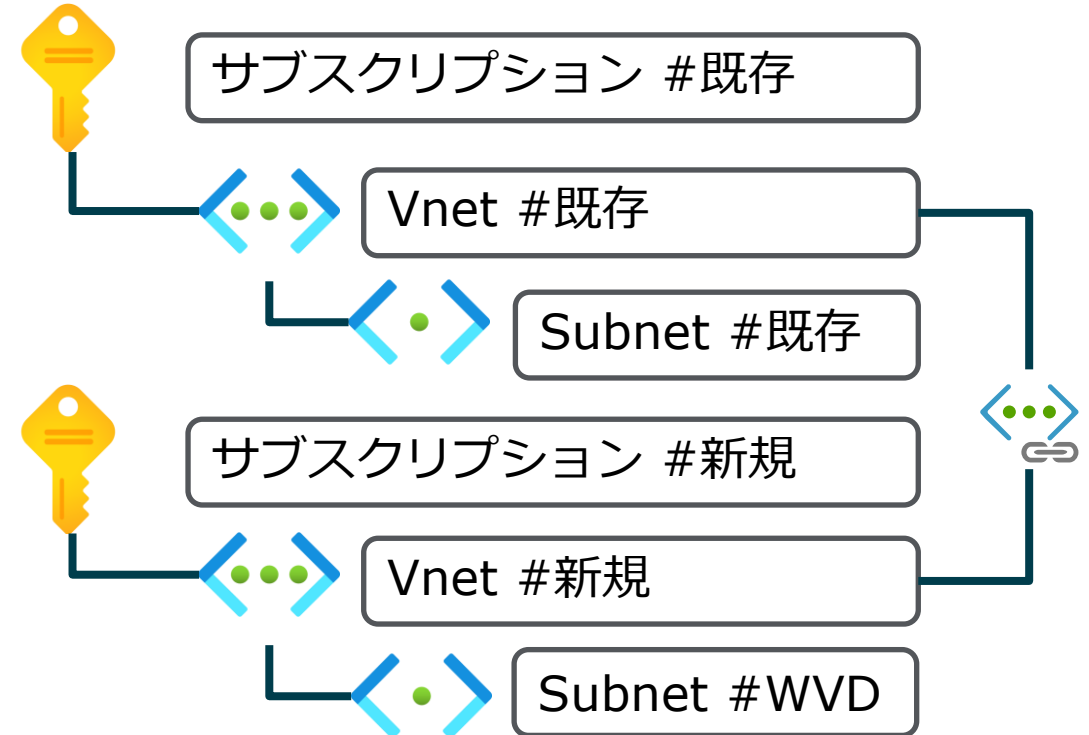 サブスクリプション #既存
Vnet #既存
Subnet #既存
サブスクリプション #新規
Vnet #新規
Subnet #WVD